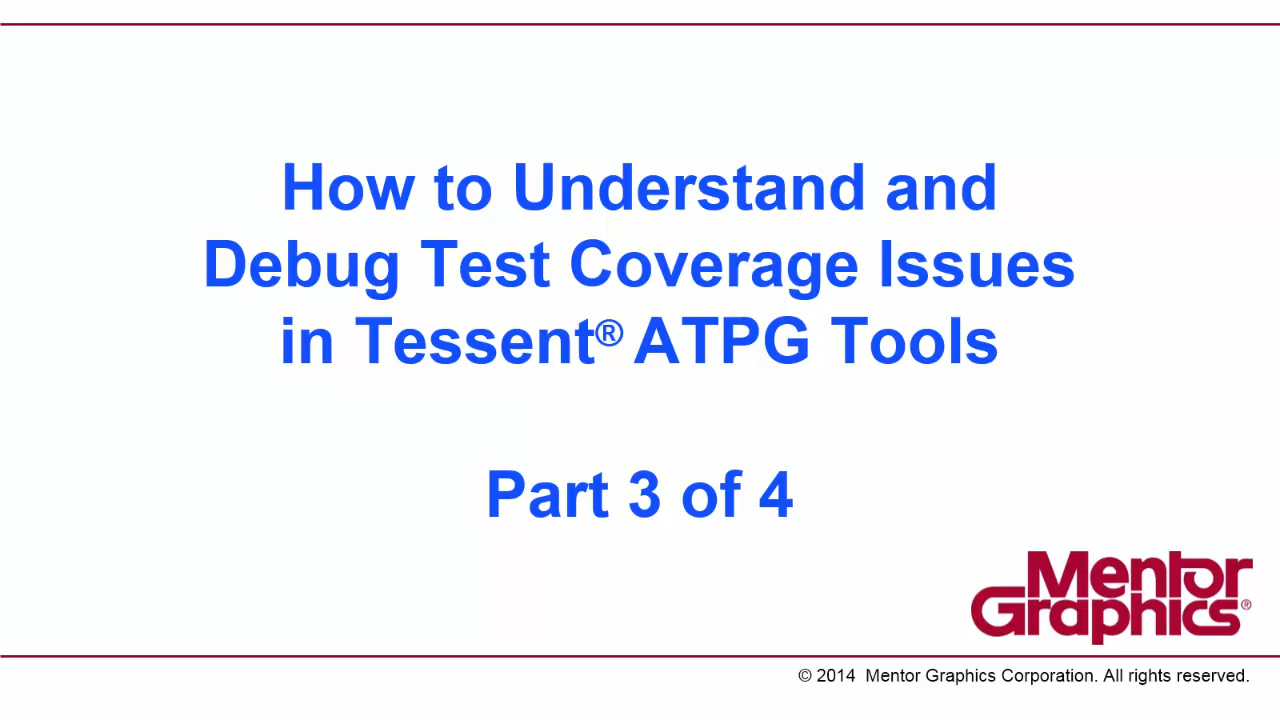 How to Understand and
Debug Test Coverage Issues
in Tessent® ATPG Tools
Part 3 of 4
Mentor
Graphics®
© 2014 Mentor Graphics Corporation. All rights reserved.